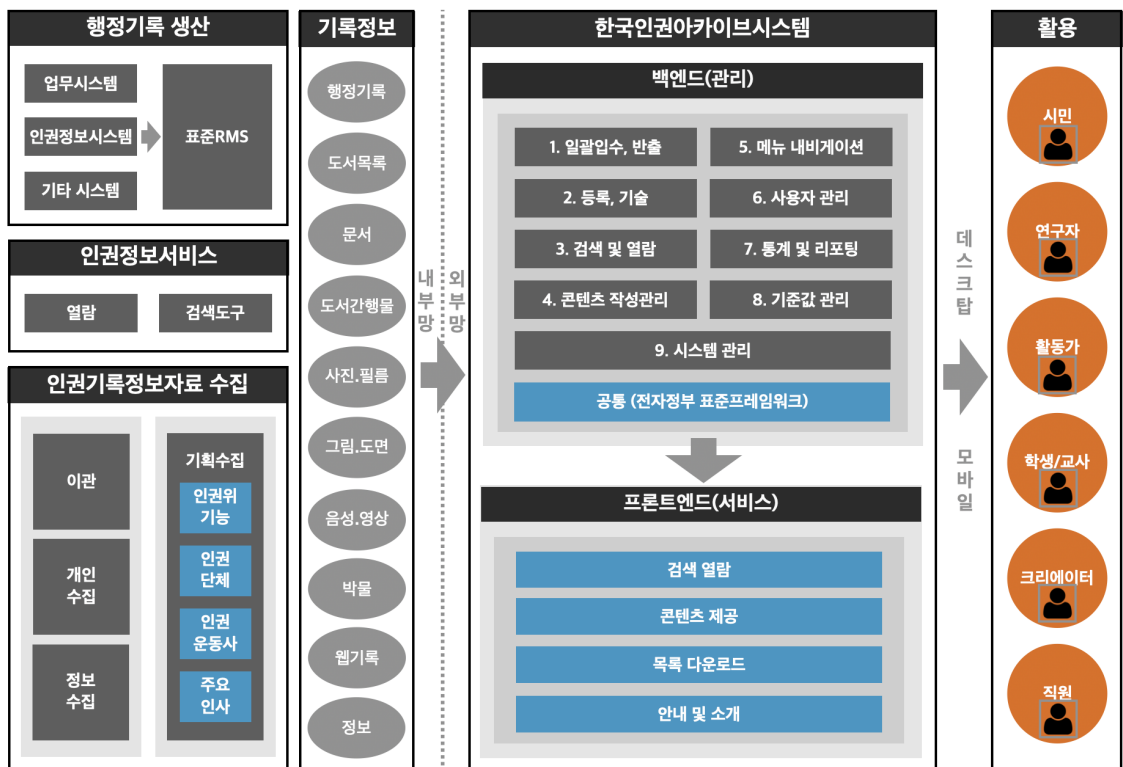 행정기록 생산
업무시스템
인권정보시스템
기타 시스템
표준RMS
인권정보서비스
열람
검색도구
인권기록정보자료 수집
이관
개인
수집
정보
수집
기획수집
인권위
기능
인권
단체
인권
운동사
주요
인사
기록정보
행정기록
도서목록
문서
도서간행물
사진.필름
그림.도면
음성.영상
박물
웹기록
정보
내부망
외부망
한국인권아카이브시스템
백엔드(관리)
1. 일괄입수, 반출
2. 등록, 기술
3. 검색 및 열람
4. 콘텐츠 작성관리
5. 메뉴 내비게이션
6. 사용자 관리
7. 통계 및 리포팅
8. 기준값 관리
9. 시스템 관리
공통 (전자정부 표준프레임워크)
프론트엔드(서비스)
검색 열람
콘텐츠 제공
목록 다운로드
안내 및 소개
데스크탑
모바일
활용
시민
연구자
활동가
학생/교사
크리에이터
직원